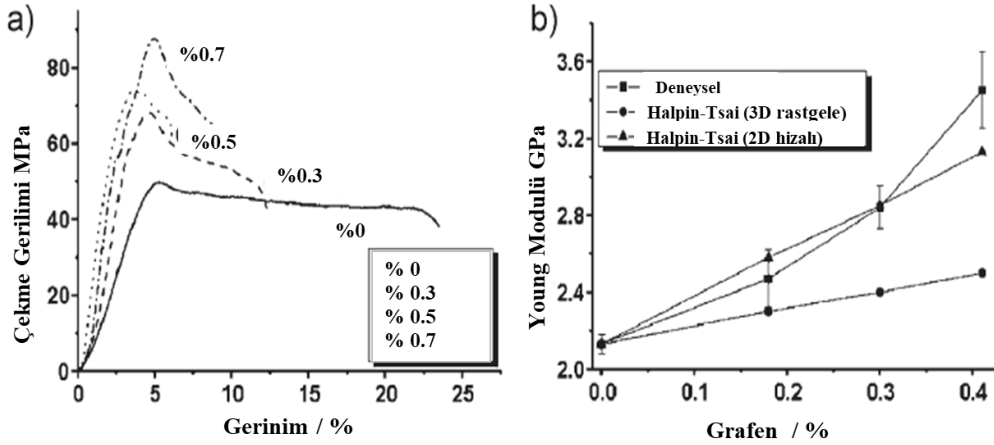 a)
Çekme Gerilimi MPa
80
60
40
20
0
0 5 10 15 20 25
Gerinim / %
%0.7
%0.5
%0.3
%0
% 0
% 0.3
% 0.5
% 0.7
b)
Young Modulü GPa
3.6
3.2
2.8
2.4
2.0
0.0 0.1 0.2 0.3 0.4
Grafen / %
Deneysel
Halpin-Tsai (3D rastgele)
Halpin-Tsai (2D hizalı)